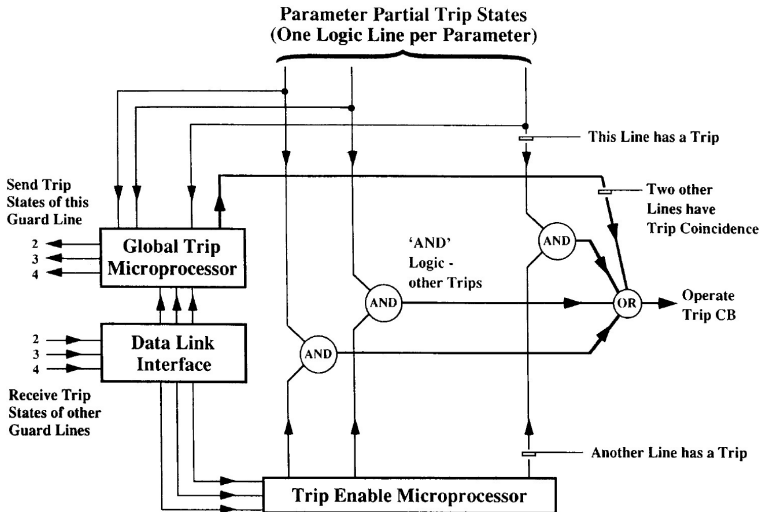 Parameter Partial Trip States
(One Logic Line per Parameter)
This Line has a Trip
Send Trip
States of this
Guard Line
Two other
Lines have
Trip Coincidence
2
3
4
Global Trip
Microprocessor
'AND'
Logic -
other Trips
AND
AND
AND
OR
Operate
Trip CB
2
3
4
Data Link
Interface
Receive Trip
States of other
Guard Lines
Another Line has a Trip
Trip Enable Microprocessor